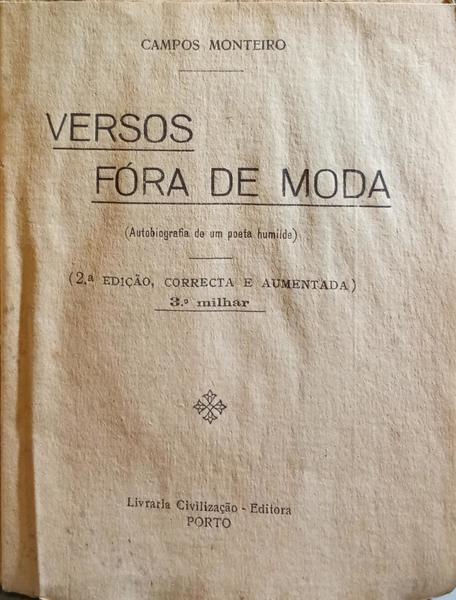 CAMPOS MONTEIRO
VERSOS
FÓRA DE MODA
(Autobiografia de um poeta humilde)
(2.ª EDIÇÃO, CORRECTA E AUMENTADA)
3.º milhar
Livraria Civilização - Editora
PORTO